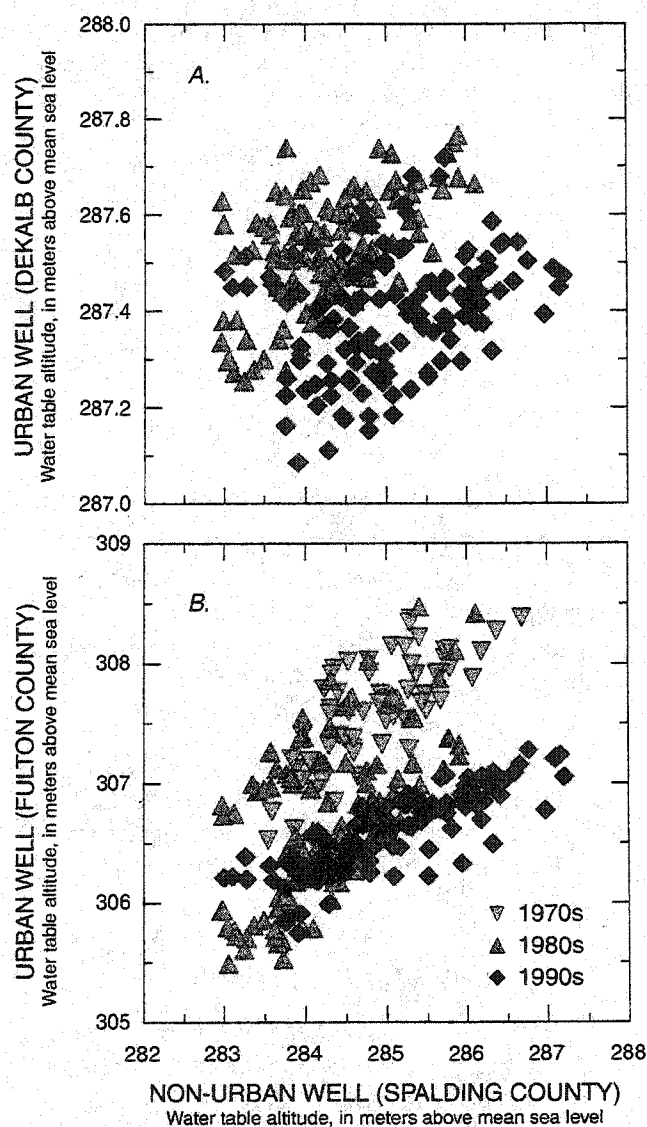 URBAN WELL (DEKALB COUNTY)
Water table altitude, in meters above mean sea level
288.0
287.8
287.6
287.4
287.2
287.0
A.
URBAN WELL (FULTON COUNTY)
Water table altitude, in meters above mean sea level
309
308
307
306
305
B.
1970s
1980s
1990s
282
283
284
285
286
287
288
NON-URBAN WELL (SPALDING COUNTY)
Water table altitude, in meters above mean sea level